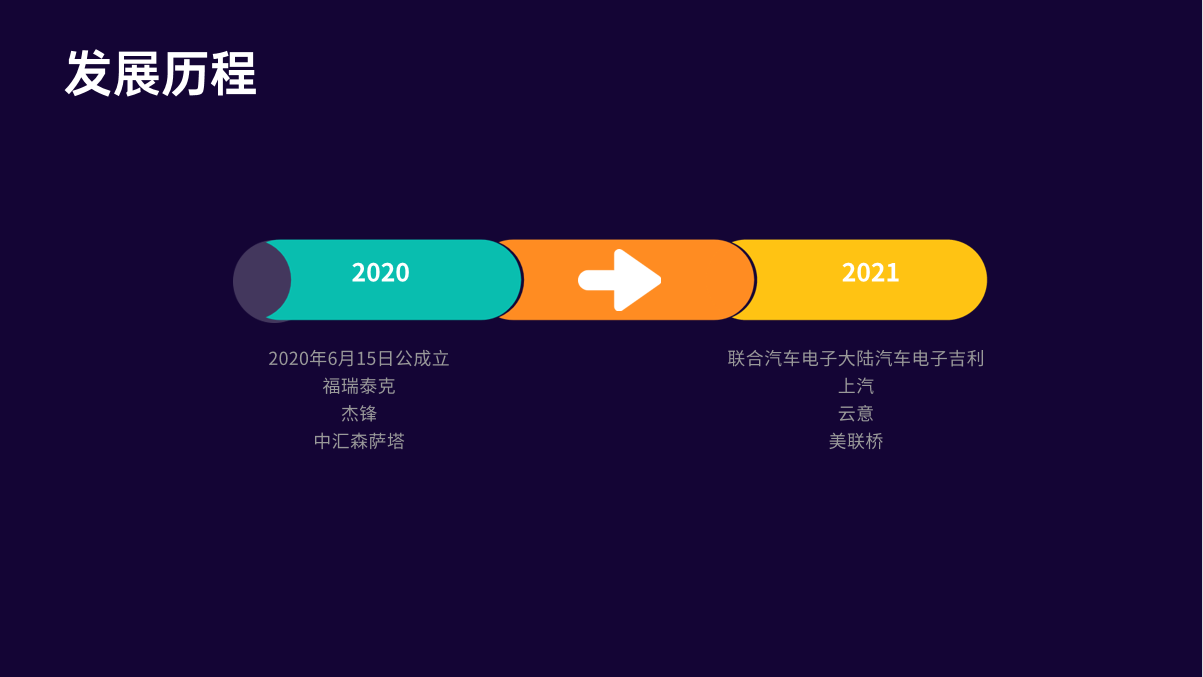 发展历程
2020
2021
2020年6月15日公成立
福瑞泰克
杰锋
中汇森萨塔
联合汽车电子大陆汽车电子吉利
上汽
云意
美联桥